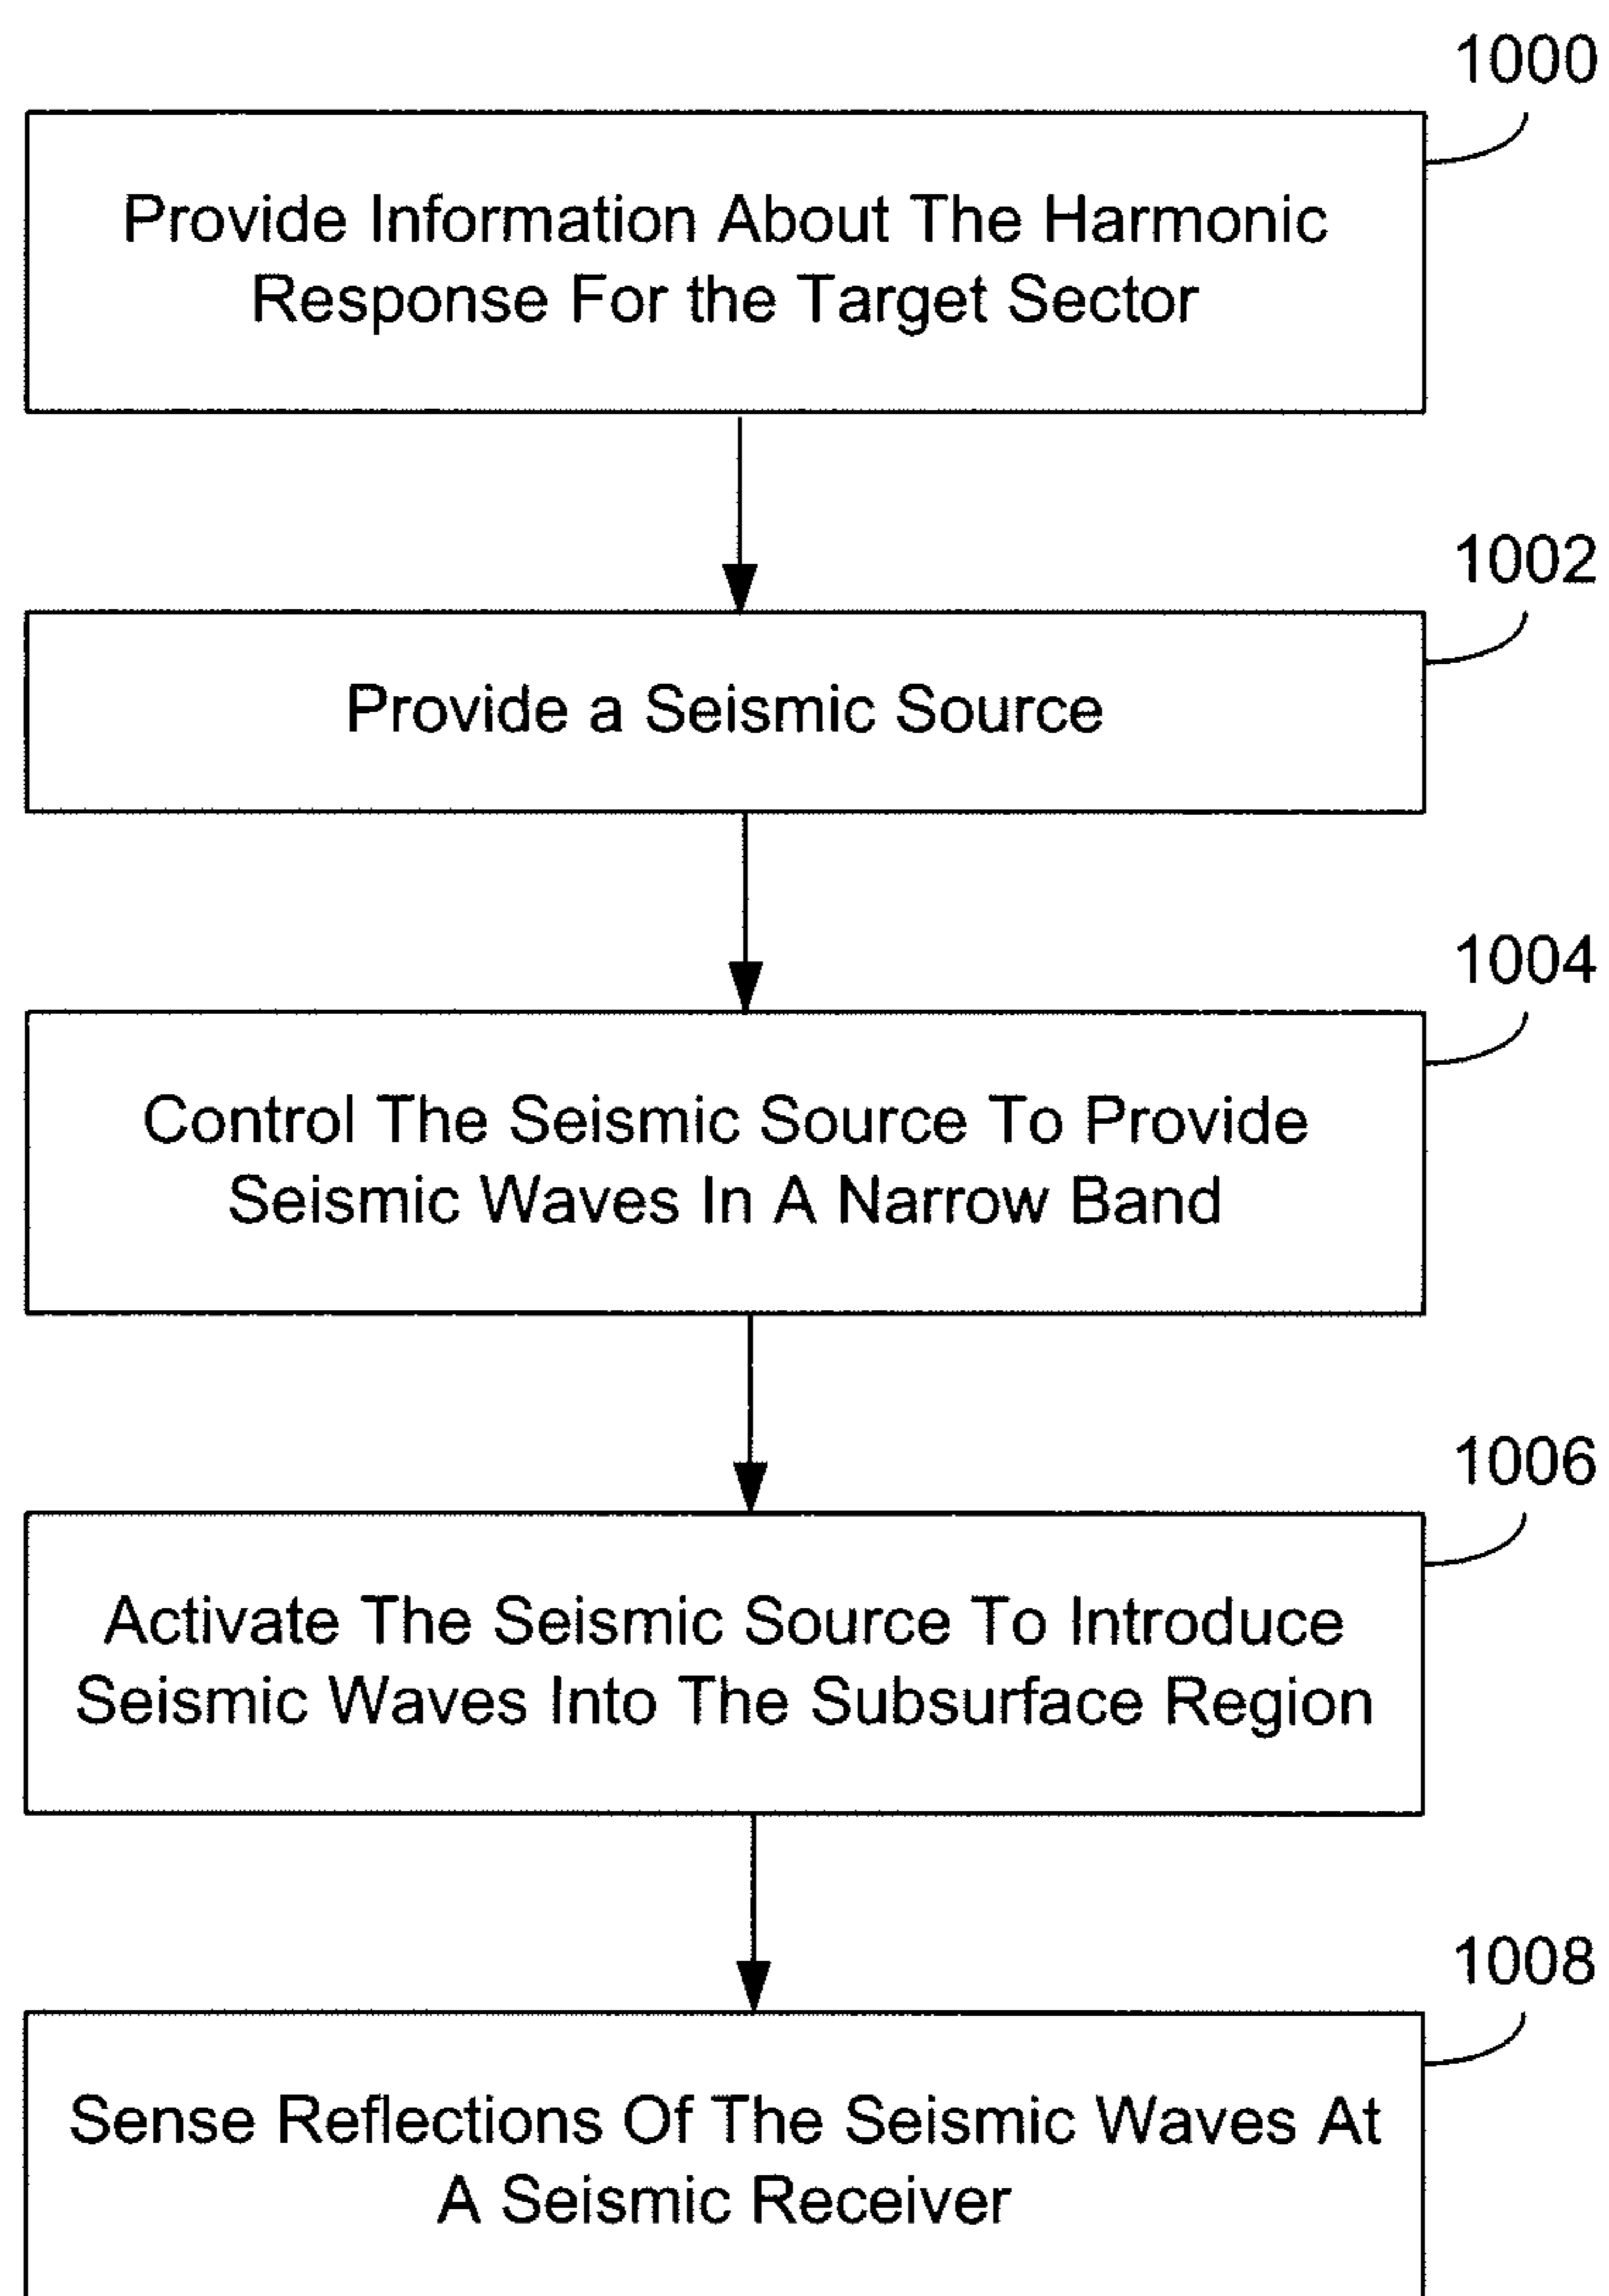 1000
Provide Information About The Harmonic
Response For the Target Sector
1002
Provide a Seismic Source
1004
Control The Seismic Source To Provide
Seismic Waves In A Narrow Band
1006
Activate The Seismic Source To Introduce
Seismic Waves Into The Subsurface Region
1008
Sense Reflections Of The Seismic Waves At
A Seismic Receiver